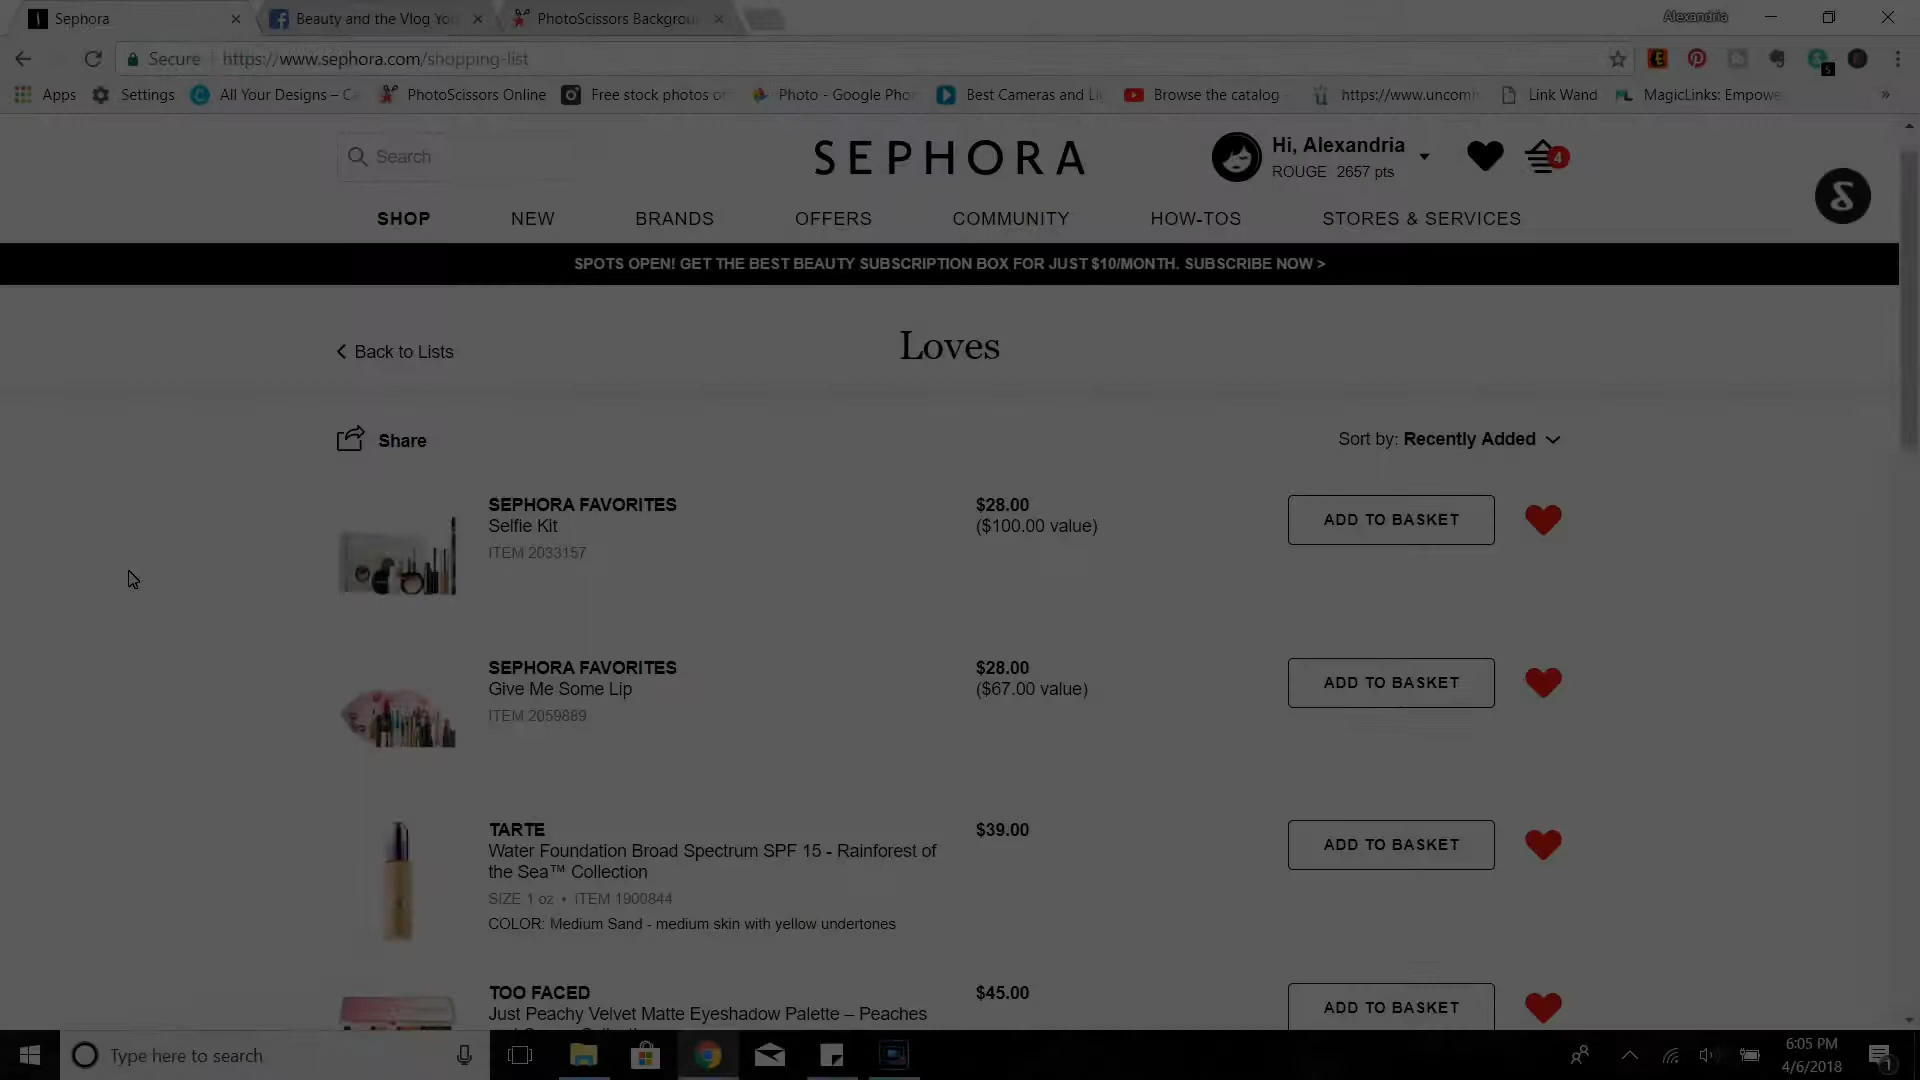 Sephora
Beauty and the Vlog You
PhotoScissors Backgrou
Alexandria
Secure
https://www.sephora.com/shopping-list
Apps
Settings
All Your Designs – C
PhotoScissors Online
Free stock photos o
Photo - Google Pho
Best Cameras and Li
Browse the catalog
https://www.uncom
Link Wand
MagicLinks: Empowe
»
Search
SEPHORA
Hi, Alexandria
ROUGE 2657 pts
4
SHOP
NEW
BRANDS
OFFERS
COMMUNITY
HOW-TOS
STORES & SERVICES
SPOTS OPEN! GET THE BEST BEAUTY SUBSCRIPTION BOX FOR JUST $10/MONTH. SUBSCRIBE NOW >
Back to Lists
Loves
Share
Sort by: Recently Added
SEPHORA FAVORITES
Selfie Kit
ITEM 2033157
$28.00
($100.00 value)
ADD TO BASKET
SEPHORA FAVORITES
Give Me Some Lip
ITEM 2059889
$28.00
($67.00 value)
ADD TO BASKET
TARTE
Water Foundation Broad Spectrum SPF 15 - Rainforest of
the Sea™ Collection
SIZE 1 oz • ITEM 1900844
COLOR: Medium Sand - medium skin with yellow undertones
$39.00
ADD TO BASKET
TOO FACED
Just Peachy Velvet Matte Eyeshadow Palette – Peaches
$45.00
ADD TO BASKET
Type here to search
6:05 PM
4/6/2018
1